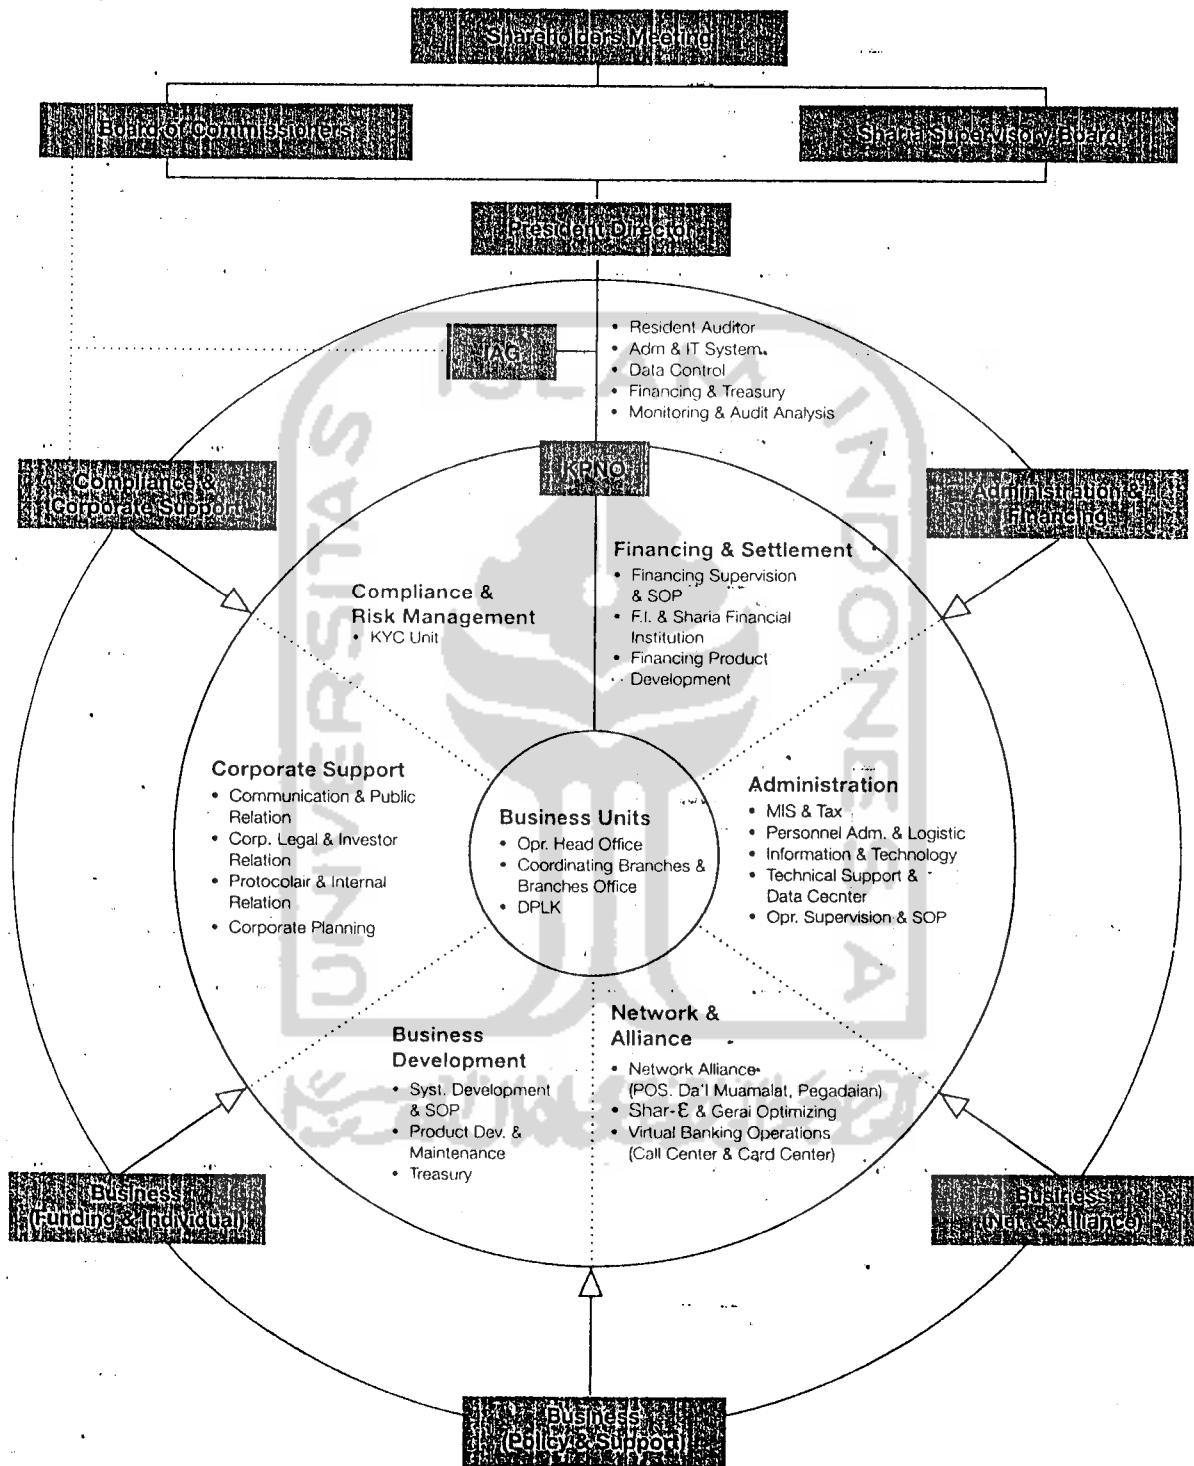 Shareholders Meeting
Board of Commissioners
Sharia Supervisory Board
President Director
IAG
• Resident Auditor
• Adm & IT System
• Data Control
• Financing & Treasury
• Monitoring & Audit Analysis
KPNO
Compliance &
Corporate Support
Administration &
Financing
Compliance &
Risk Management
• KYC Unit
Financing & Settlement
• Financing Supervision
& SOP
• F.I. & Sharia Financial
Institution
• Financing Product
Development
Corporate Support
• Communication & Public
Relation
• Corp. Legal & Investor
Relation
• Protocolair & Internal
Relation
• Corporate Planning
Business Units
• Opr. Head Office
• Coordinating Branches &
Branches Office
• DPLK
Administration
• MIS & Tax
• Personnel Adm. & Logistic
• Information & Technology
• Technical Support &
Data Cecnter
• Opr. Supervision & SOP
Business
Development
• Syst. Development
& SOP
• Product Dev. &
Maintenance
• Treasury
Network &
Alliance
• Network Alliance
(POS. Da'I Muamalat, Pegadaian)
• Shar-Ɛ & Gerai Optimizing
• Virtual Banking Operations
(Call Center & Card Center)
Business
(Funding & Individual)
Business
(Net. & Alliance)
Business
(Policy & Support)
UNIVERSITAS
ISLAM
INDONESIA